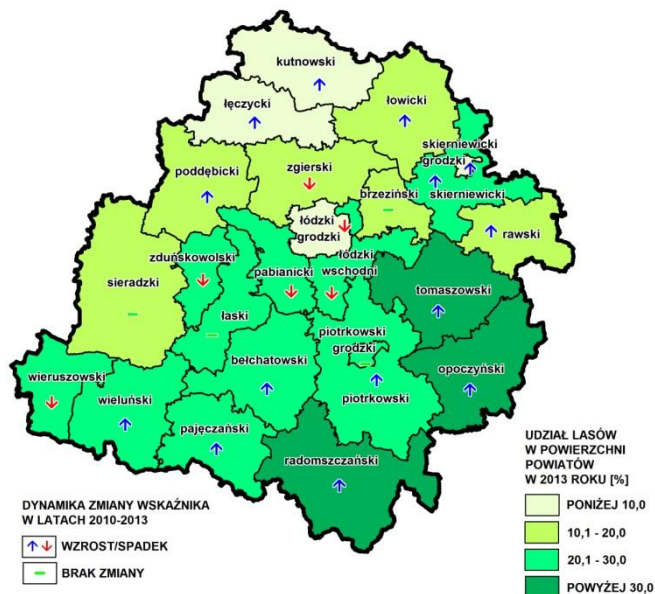 kutnowski
łęczycki
łowicki
skierniewicki
grodzki
skierniewicki
poddębicki
zgierski
brzeziński
łódzki
grodzki
rawski
zduńskowolski
pabianicki
łódzki
wschodni
sieradzki
tomaszowski
łaski
piotrkowski
grodzki
bełchatowski
opoczyński
wieruszowski
wieluński
piotrkowski
pajęczański
radomszczański
UDZIAŁ LASÓW
W POWIERZCHNI
POWIATÓW
W 2013 ROKU [%]
PONIŻEJ 10,0
10,1 - 20,0
20,1 - 30,0
POWYŻEJ 30,0
DYNAMIKA ZMIANY WSKAŹNIKA
W LATACH 2010-2013
WZROST/SPADEK
BRAK ZMIANY